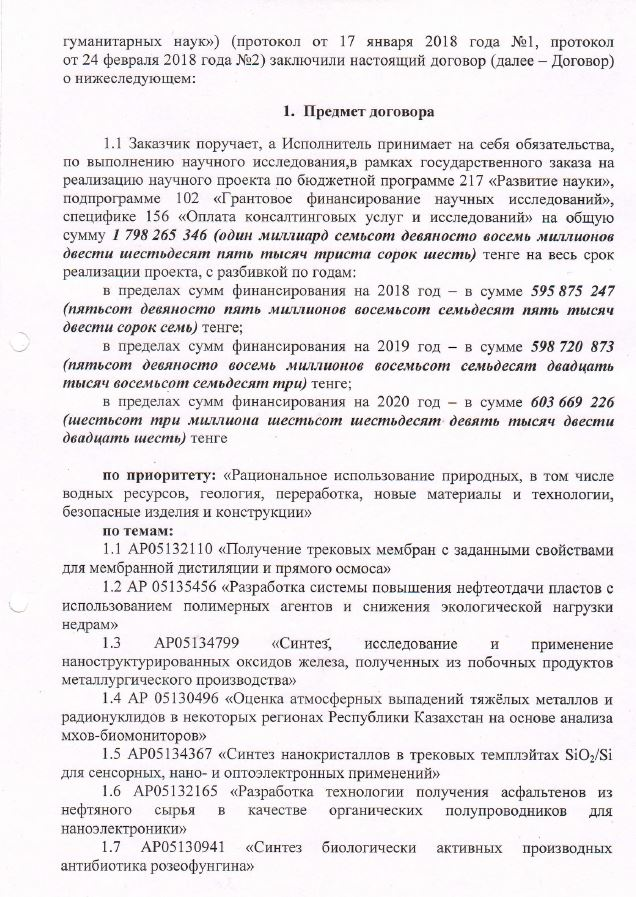 гуманитарных наук») (протокол от 17 января 2018 года №1, протокол
от 24 февраля 2018 года №2) заключили настоящий договор (далее – Договор)
о нижеследующем:
1. Предмет договора
1.1 Заказчик поручает, а Исполнитель принимает на себя обязательства,
по выполнению научного исследования,в рамках государственного заказа на
реализацию научного проекта по бюджетной программе 217 «Развитие науки»,
подпрограмме 102 «Грантовое финансирование научных исследований»,
специфике 156 «Оплата консалтинговых услуг и исследований» на общую
сумму 1 798 265 346 (один миллиард семьсот девяносто восемь миллионов
двести шестьдесят пять тысяч триста сорок шесть) тенге на весь срок
реализации проекта, с разбивкой по годам:
в пределах сумм финансирования на 2018 год – в сумме 595 875 247
(пятьсот девяносто пять миллионов восемьсот семьдесят пять тысяч
двести сорок семь) тенге;
в пределах сумм финансирования на 2019 год – в сумме 598 720 873
(пятьсот девяносто восемь миллионов восемьсот семьдесят двадцать
тысяч восемьсот семьдесят три) тенге;
в пределах сумм финансирования на 2020 год – в сумме 603 669 226
(шестьсот три миллиона шестьсот шестьдесят девять тысяч двести
двадцать шесть) тенге
по приоритету: «Рациональное использование природных, в том числе
водных ресурсов, геология, переработка, новые материалы и технологии,
безопасные изделия и конструкции»
по темам:
1.1 АР05132110 «Получение трековых мембран с заданными свойствами
для мембранной дистиляции и прямого осмоса»
1.2 АР 05135456 «Разработка системы повышения нефтеотдачи пластов с
использованием полимерных агентов и снижения экологической нагрузки
недрам»
1.3 АР05134799 «Синтез, исследование и применение
наноструктурированных оксидов железа, полученных из побочных продуктов
металлургического производства»
1.4 АР 05130496 «Оценка атмосферных выпадений тяжёлых металлов и
радионуклидов в некоторых регионах Республики Казахстан на основе анализа
мхов-биомониторов»
1.5 АР05134367 «Синтез нанокристаллов в трековых темплэйтах SiO₂/Si
для сенсорных, нано- и оптоэлектронных применений»
1.6 АР05132165 «Разработка технологии получения асфальтенов из
нефтяного сырья в качестве органических полупроводников для
наноэлектроники»
1.7 АР05130941 «Синтез биологически активных производных
антибиотика розеофунгина»